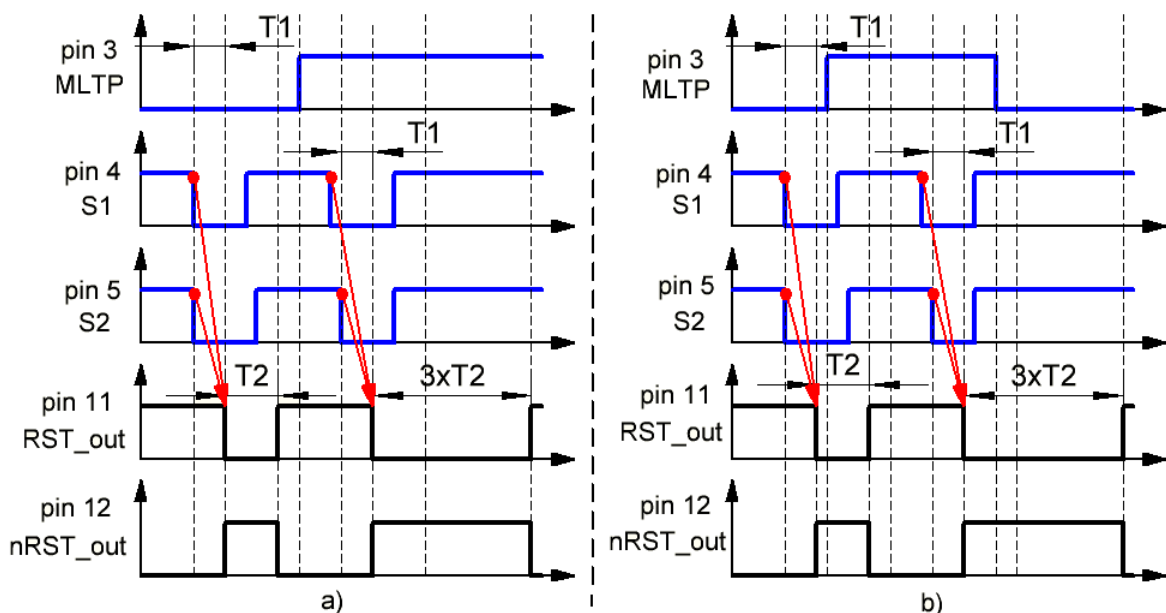 pin 3
MLTP
T1
T1
pin 4
S1
pin 5
S2
T2
3xT2
pin 11
RST_out
pin 12
nRST_out
a)
pin 3
MLTP
T1
T1
pin 4
S1
pin 5
S2
T2
3xT2
pin 11
RST_out
pin 12
nRST_out
b)